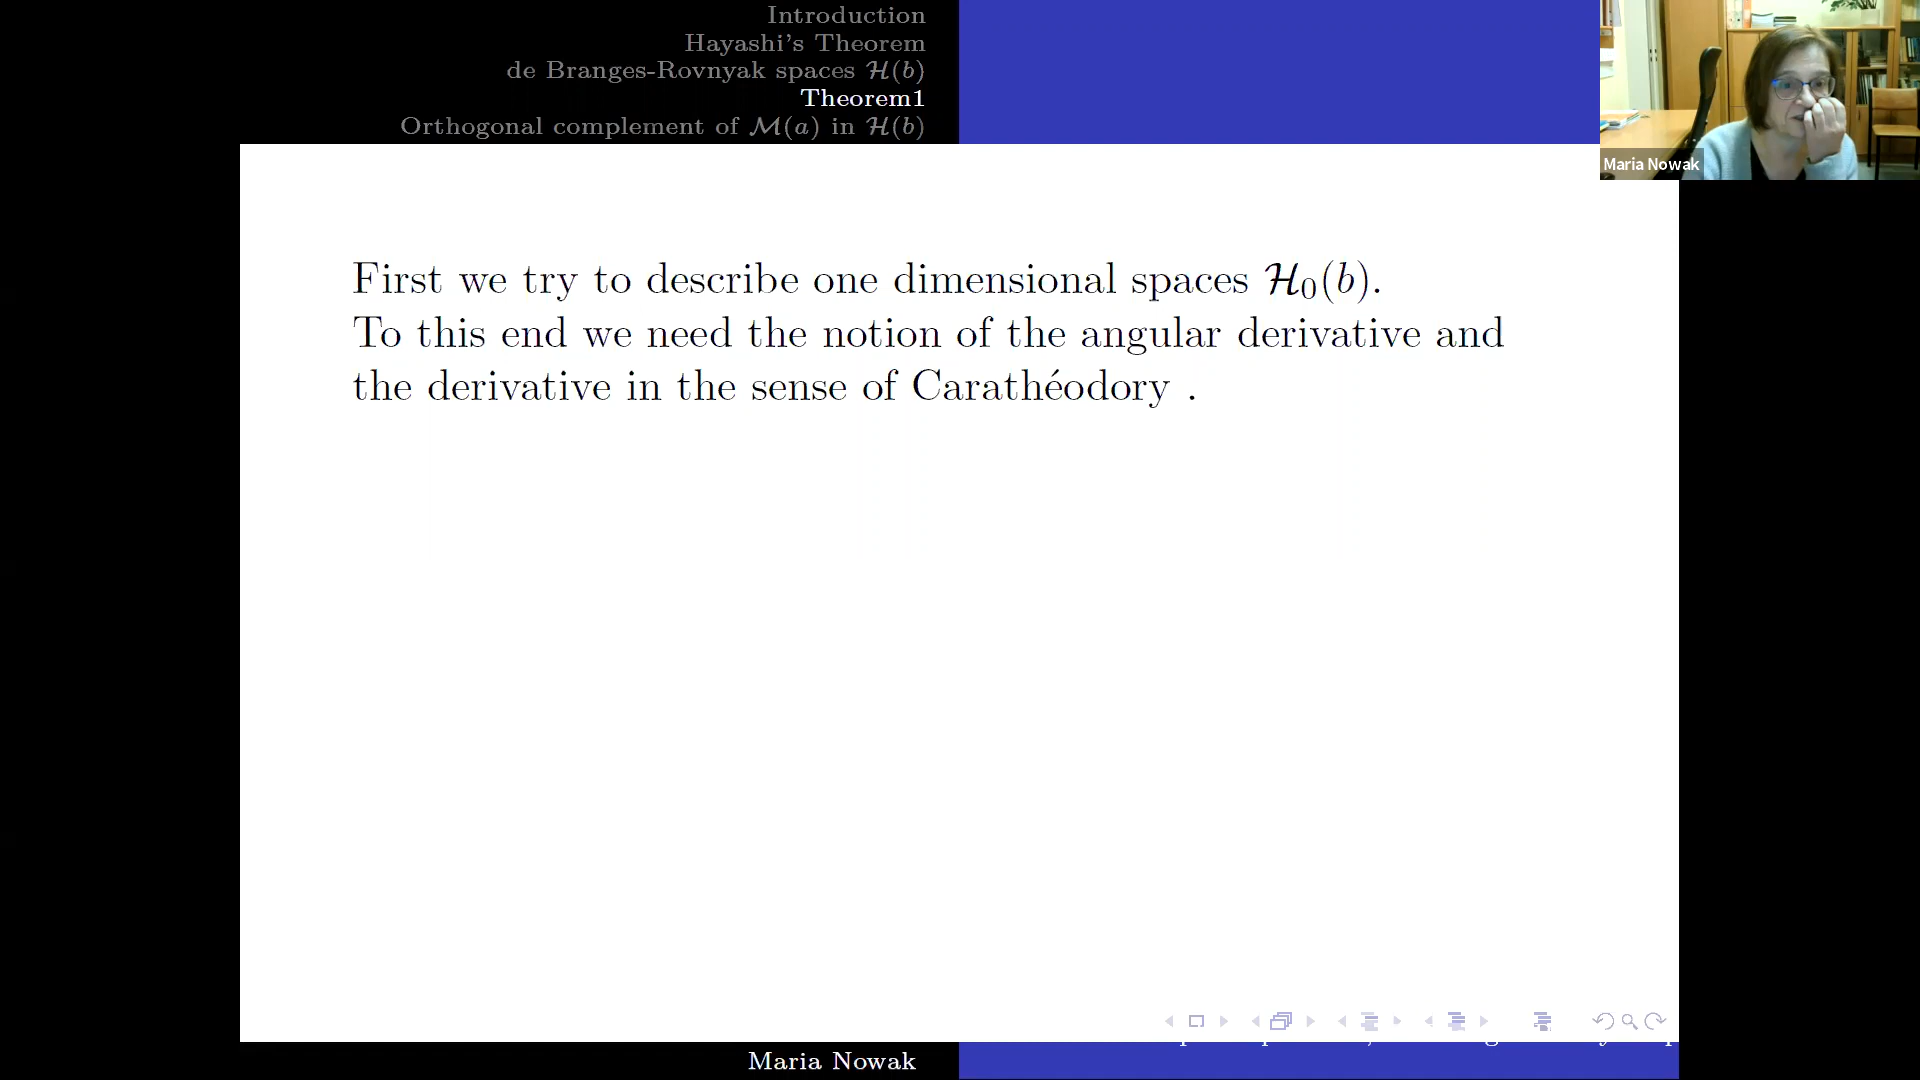 Introduction
Hayashi's Theorem
de Branges-Rovnyak spaces ℋ(b)
Theorem1
Orthogonal complement of ℳ(a) in ℋ(b)
Maria Nowak
First we try to describe one dimensional spaces ℋ₀(b).
To this end we need the notion of the angular derivative and
the derivative in the sense of Carathéodory .
Maria Nowak